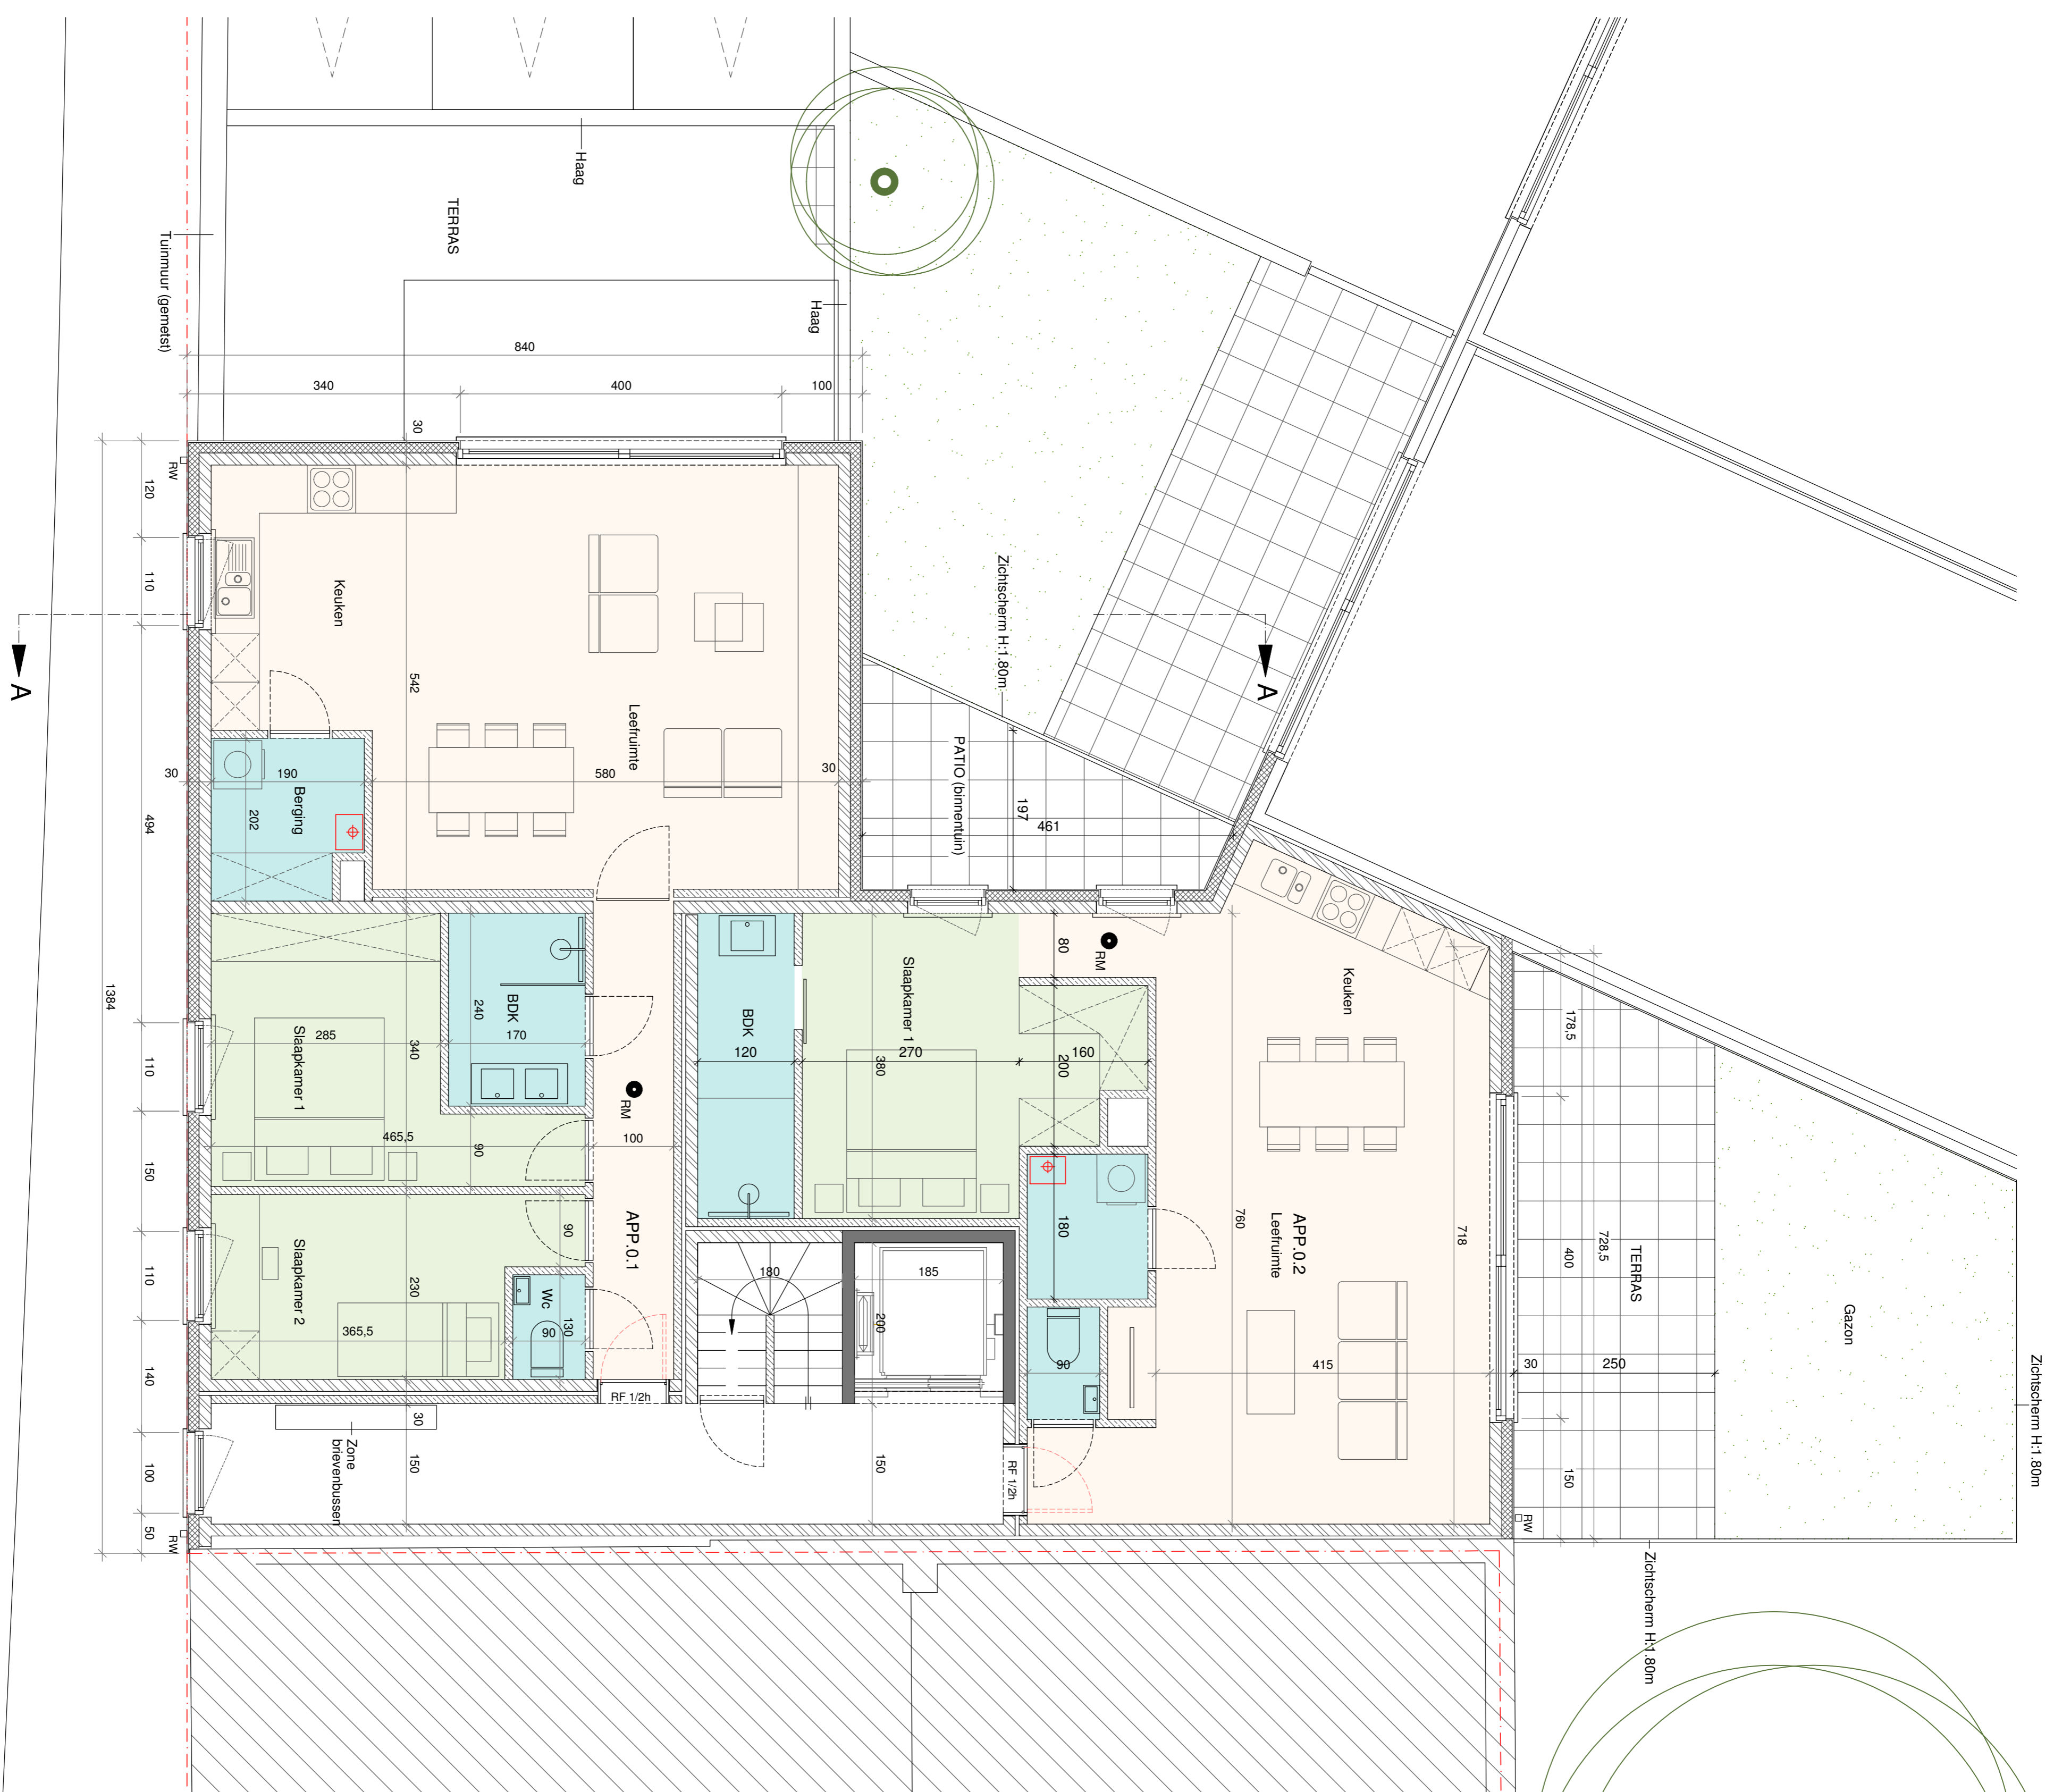 Haag
TERRAS
Tuinmuur (gemetst)
Haag
840
340
400
100
30
RW
120
110
494
110
150
110
140
100
50
RW
1384
30
Keuken
542
Leefruimte
190
Berging
202
580
30
Zichtscherm H:1.80m
PATIO (binnentuin)
197
461
A
A
Slaapkamer 1
285
340
465,5
90
BDK
240
170
RM
100
APP.0.1
Slaapkamer 2
230
365,5
90
Wc
90
130
RF 1/2h
30
Zone
brievenbussen
150
BDK
120
Slaapkamer 1
270
380
80
RM
200
160
180
180
185
200
90
150
RF 1/2h
Keuken
APP.0.2
Leefruimte
760
718
415
30
250
178,5
400
728,5
150
TERRAS
Gazon
RW
Zichtscherm H:1.80m
Zichtscherm H:1.80m